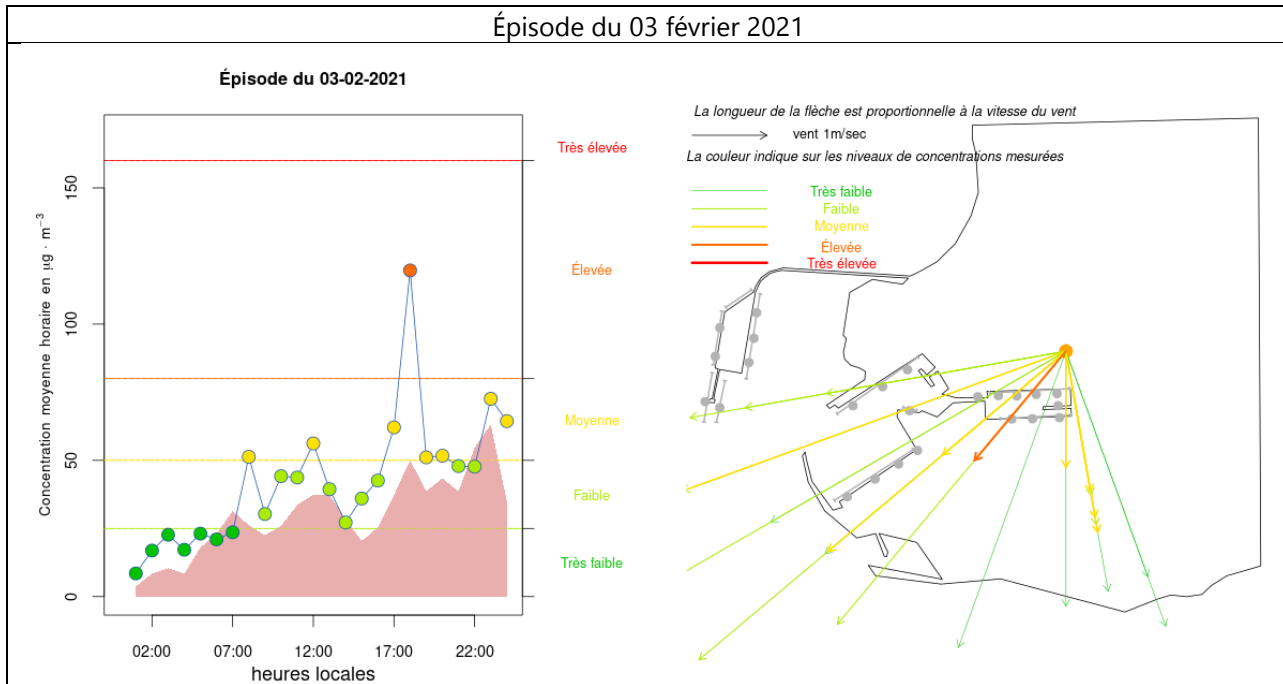 Épisode du 03 février 2021
Épisode du 03-02-2021
Concentration moyenne horaire en μg · m⁻³
150
100
50
0
02:00 07:00 12:00 17:00 22:00
heures locales
Très élevée
Élevée
Moyenne
Faible
Très faible
La longueur de la flèche est proportionnelle à la vitesse du vent
vent 1m/sec
La couleur indique sur les niveaux de concentrations mesurées
Très faible
Faible
Moyenne
Élevée
Très élevée